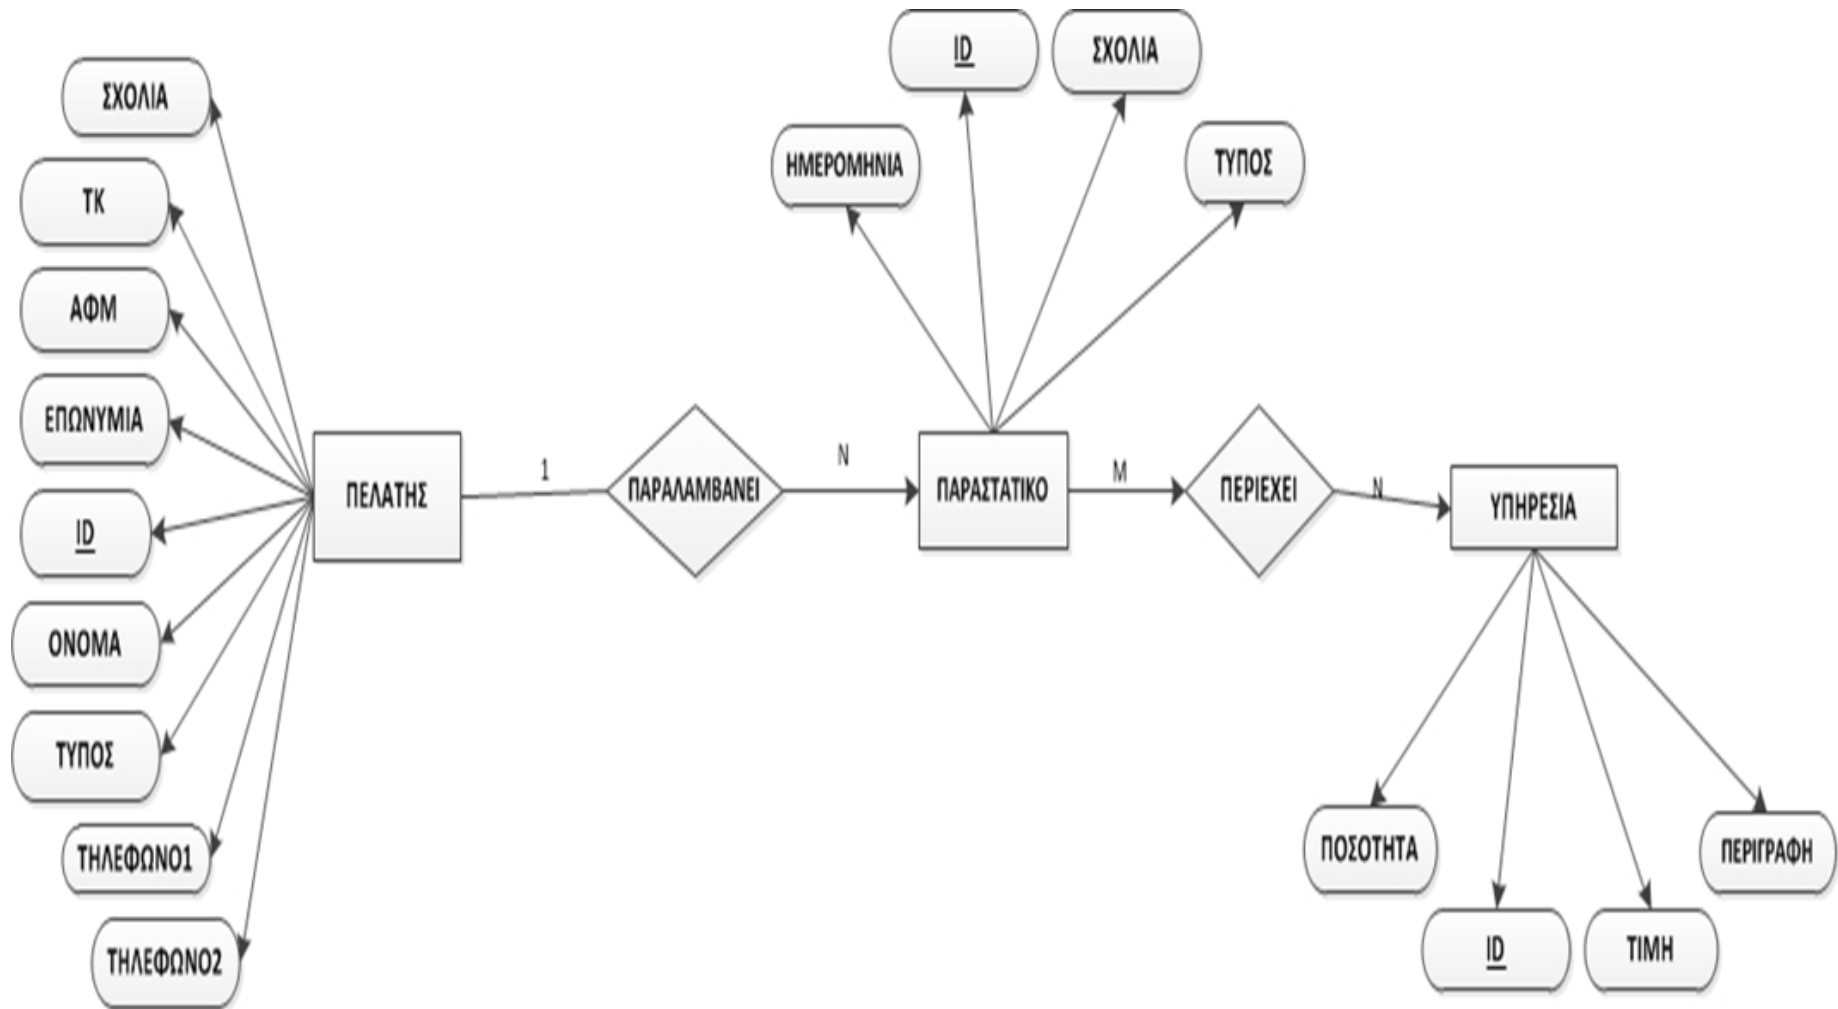 ΣΧΟΛΙΑ
ΤΚ
ΑΦΜ
ΕΠΩΝΥΜΙΑ
ID
ΟΝΟΜΑ
ΤΥΠΟΣ
ΤΗΛΕΦΩΝΟ1
ΤΗΛΕΦΩΝΟ2
ΠΕΛΑΤΗΣ
1
ΠΑΡΑΛΑΜΒΑΝΕΙ
N
ΗΜΕΡΟΜΗΝΙΑ
ID
ΣΧΟΛΙΑ
ΤΥΠΟΣ
ΠΑΡΑΣΤΑΤΙΚΟ
M
ΠΕΡΙΕΧΕΙ
N
ΥΠΗΡΕΣΙΑ
ΠΟΣΟΤΗΤΑ
ID
ΤΙΜΗ
ΠΕΡΙΓΡΑΦΗ